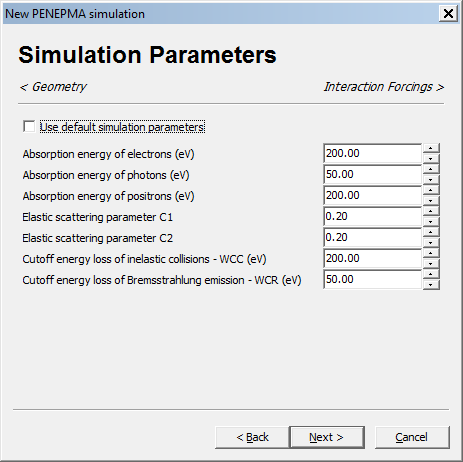 New PENEPMA simulation
Simulation Parameters
< Geometry
Interaction Forcings >
Use default simulation parameters
Absorption energy of electrons (eV) 200.00
Absorption energy of photons (eV) 50.00
Absorption energy of positrons (eV) 200.00
Elastic scattering parameter C1 0.20
Elastic scattering parameter C2 0.20
Cutoff energy loss of inelastic collisions - WCC (eV) 200.00
Cutoff energy loss of Bremsstrahlung emission - WCR (eV) 50.00
< Back Next > Cancel